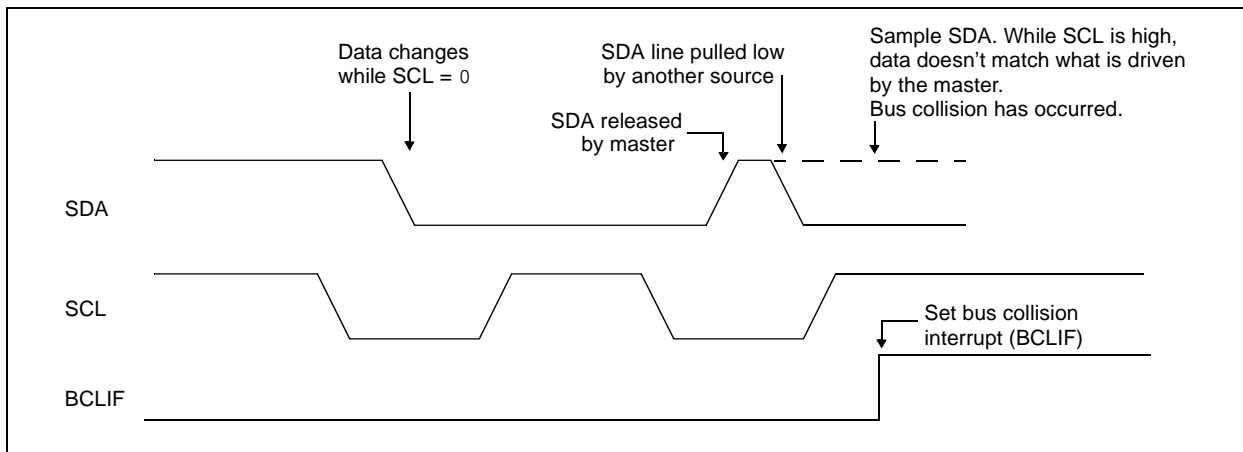 Data changes
while SCL = 0
SDA line pulled low
by another source
Sample SDA. While SCL is high,
data doesn't match what is driven
by the master.
Bus collision has occurred.
SDA released
by master
SDA
SCL
Set bus collision
interrupt (BCLIF)
BCLIF